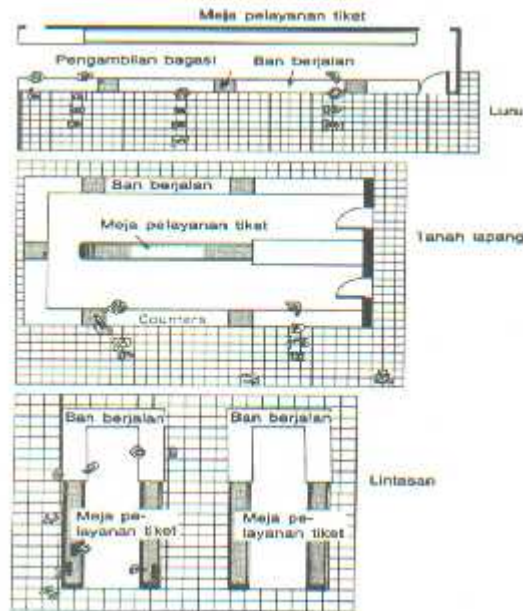 Meja pelayanan tiket
Pengambilan bagasi
Ban berjalan
Luru
Ban berjalan
Meja pelayanan tiket
Tanah lapang
Counters
Ban berjalan
Ban berjalan
Lintasan
Meja pe-
layanan tiket
Meja pe-
layanan tiket